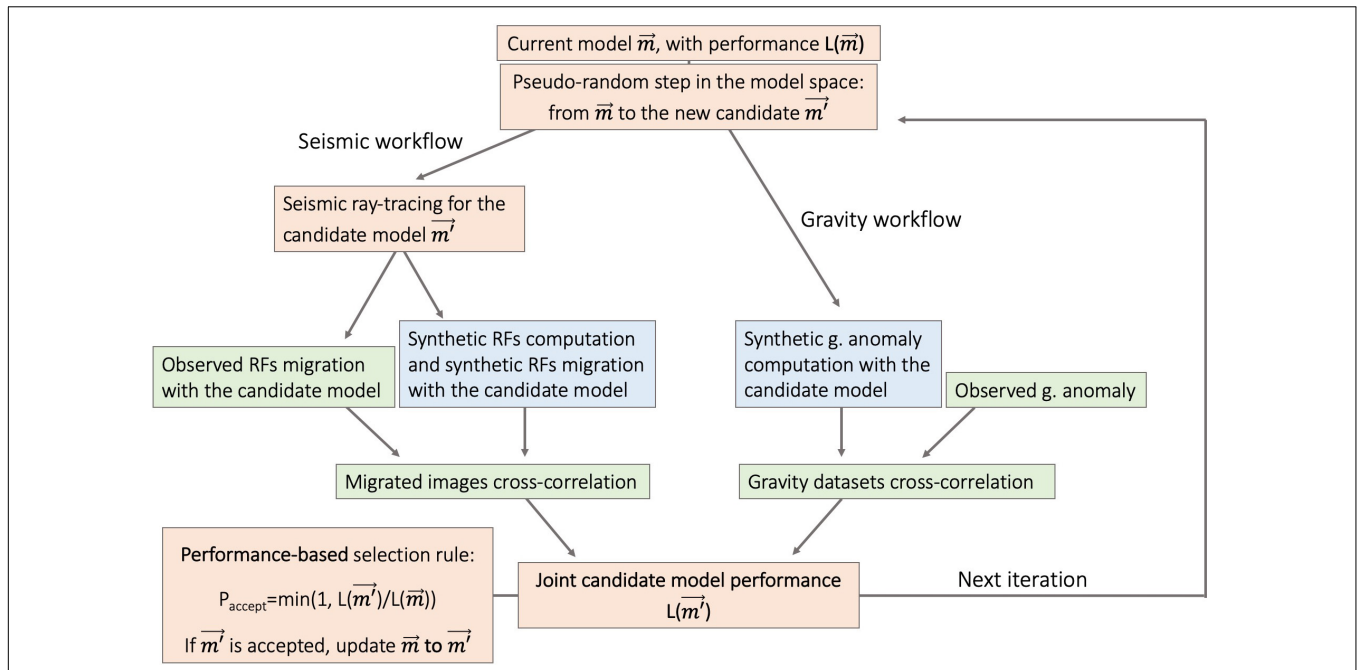 Current model m⃗, with performance L(m⃗)
Pseudo-random step in the model space:
from m⃗ to the new candidate m⃗′
Seismic workflow
Gravity workflow
Seismic ray-tracing for the
candidate model m⃗′
Observed RFs migration
with the candidate model
Synthetic RFs computation
and synthetic RFs migration
with the candidate model
Synthetic g. anomaly
computation with the
candidate model
Observed g. anomaly
Migrated images cross-correlation
Gravity datasets cross-correlation
Performance-based selection rule:
Paccept=min(1, L(m⃗′)/L(m⃗))
If m⃗′ is accepted, update m⃗ to m⃗′
Joint candidate model performance
L(m⃗′)
Next iteration